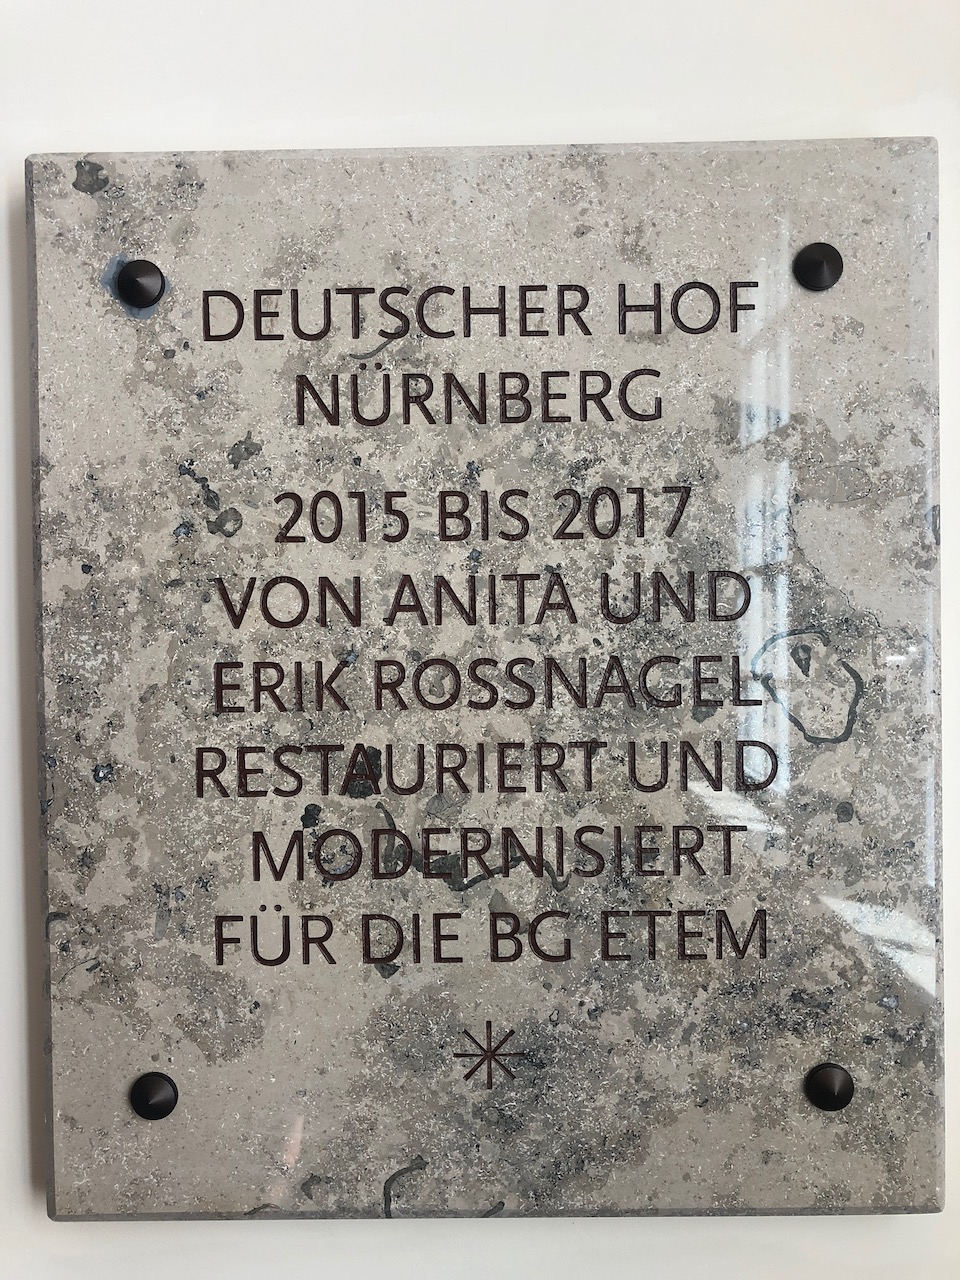 DEUTSCHER HOF
NÜRNBERG
2015 BIS 2017
VON ANITA UND
ERIK ROSSNAGEL
RESTAURIERT UND
MODERNISIERT
FÜR DIE BG ETEM